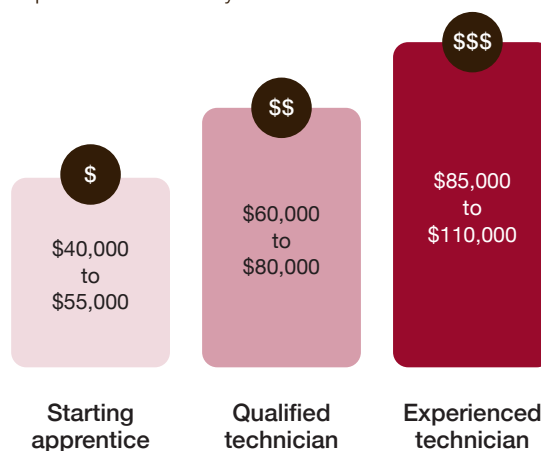 $
$40,000
to
$55,000
Starting
apprentice
$$
$60,000
to
$80,000
Qualified
technician
$$$
$85,000
to
$110,000
Experienced
technician